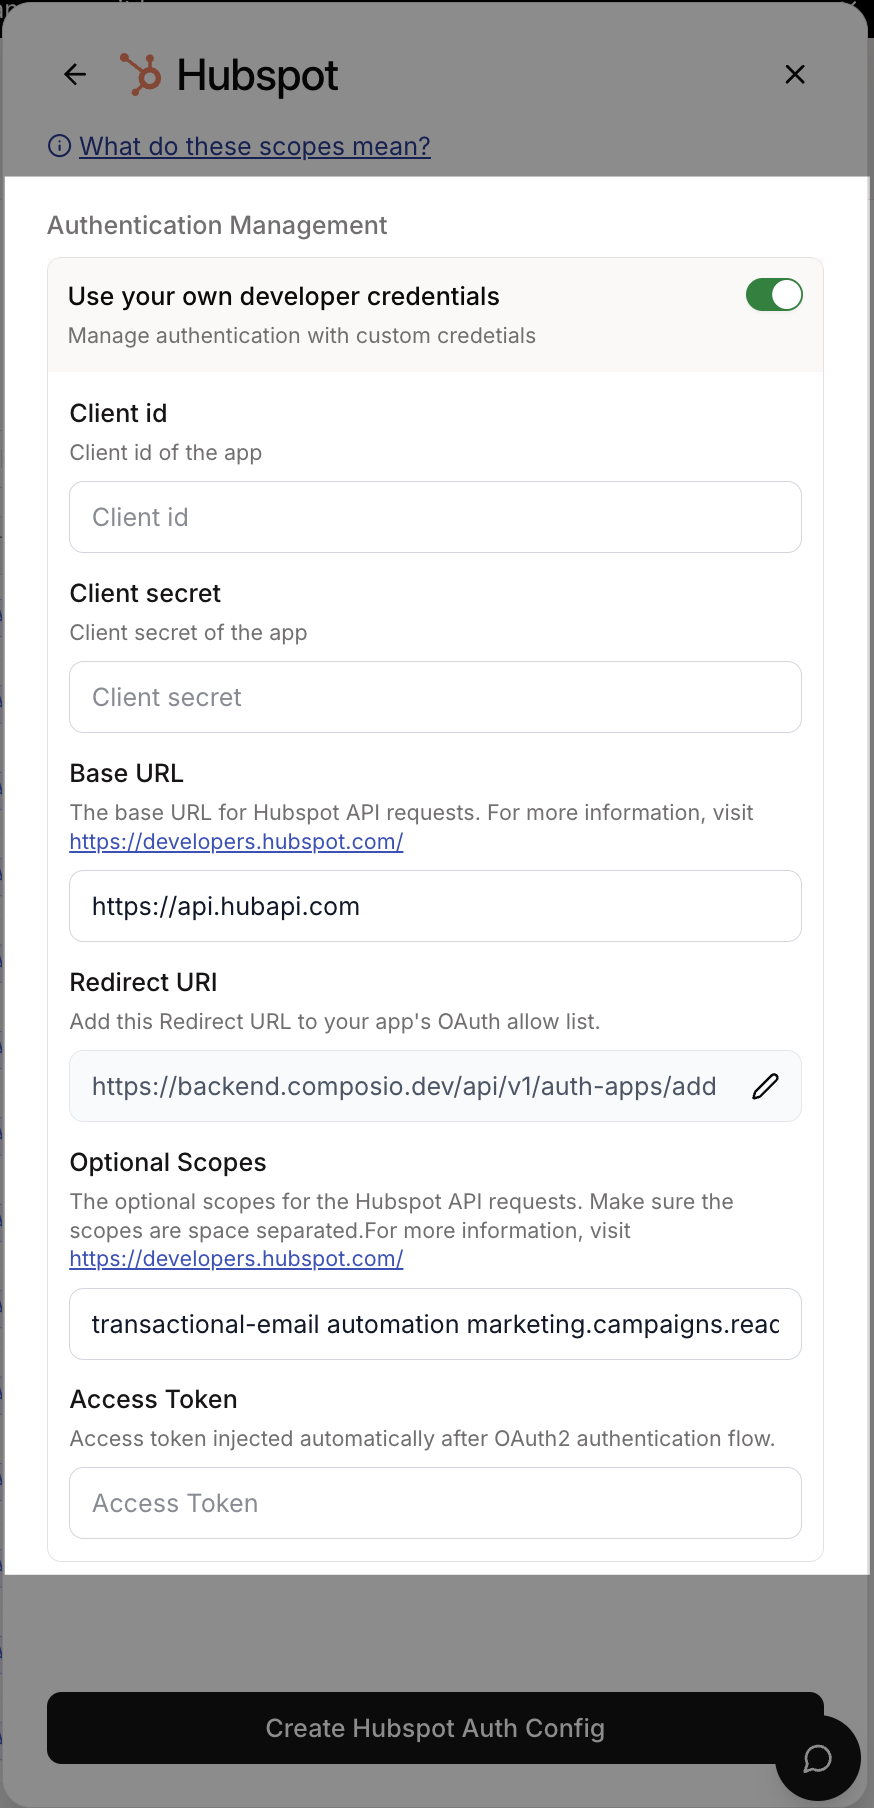 Hubspot
What do these scopes mean?
Authentication Management
Use your own developer credentials
Manage authentication with custom credetials
Client id
Client id of the app
Client id
Client secret
Client secret of the app
Client secret
Base URL
The base URL for Hubspot API requests. For more information, visit
https://developers.hubspot.com/
https://api.hubapi.com
Redirect URI
Add this Redirect URL to your app's OAuth allow list.
https://backend.composio.dev/api/v1/auth-apps/add
Optional Scopes
The optional scopes for the Hubspot API requests. Make sure the
scopes are space separated.For more information, visit
https://developers.hubspot.com/
transactional-email automation marketing.campaigns.read
Access Token
Access token injected automatically after OAuth2 authentication flow.
Access Token
Create Hubspot Auth Config